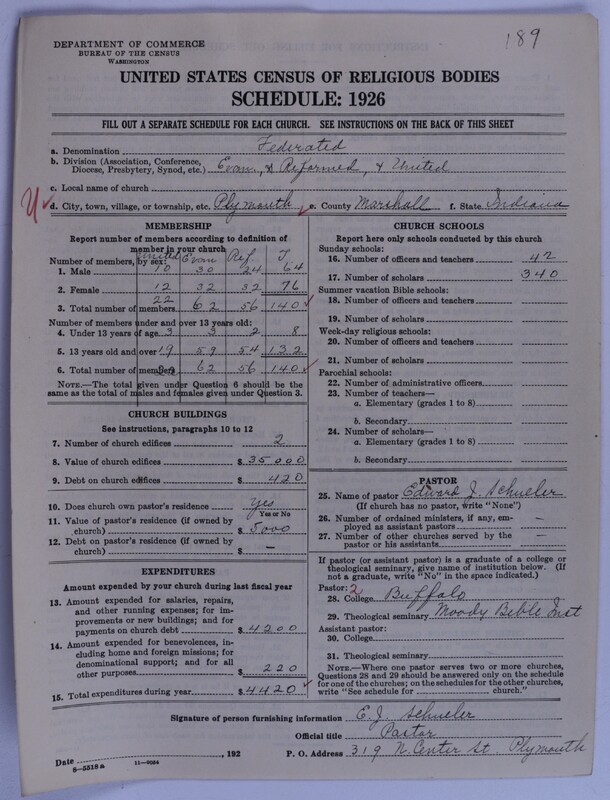 189
DEPARTMENT OF COMMERCE
BUREAU OF THE CENSUS
WASHINGTON
UNITED STATES CENSUS OF RELIGIOUS BODIES
SCHEDULE: 1926
FILL OUT A SEPARATE SCHEDULE FOR EACH CHURCH. SEE INSTRUCTIONS ON THE BACK OF THIS SHEET
a. Denomination Federated
b. Division (Association, Conference, Diocese, Presbytery, Synod, etc.) Evan, & Reformed, & United
c. Local name of church
d. City, town, village, or township, etc. Plymouth e. County Marshall f. State Indiana
MEMBERSHIP
Report number of members according to definition of
member in your church
United Evan Ref T
Number of members, by sex:
1. Male 10 30 24 64
2. Female 12 32 32 76
3. Total number of members 22 62 56 140
Number of members under and over 13 years old:
4. Under 13 years of age 3 3 2 8
5. 13 years old and over 19 59 54 132
6. Total number of members 62 56 140
NOTE.—The total given under Question 6 should be the
same as the total of males and females given under Question 3.
CHURCH BUILDINGS
See instructions, paragraphs 10 to 12
7. Number of church edifices 2
8. Value of church edifices $ 35000
9. Debt on church edifices $ 420
10. Does church own pastor's residence yes
Yes or No
11. Value of pastor's residence (if owned by
church) $ 5000
12. Debt on pastor's residence (if owned by
church) $ —
EXPENDITURES
Amount expended by your church during last fiscal year
13. Amount expended for salaries, repairs,
and other running expenses; for im-
provements or new buildings; and for
payments on church debt $ 4200
14. Amount expended for benevolences, in-
cluding home and foreign missions; for
denominational support; and for all
other purposes $ 220
15. Total expenditures during year $ 4420
CHURCH SCHOOLS
Report here only schools conducted by this church
Sunday schools:
16. Number of officers and teachers 42
17. Number of scholars 340
Summer vacation Bible schools:
18. Number of officers and teachers
19. Number of scholars
Week-day religious schools:
20. Number of officers and teachers
21. Number of scholars
Parochial schools:
22. Number of administrative officers
23. Number of teachers—
a. Elementary (grades 1 to 8)
b. Secondary
24. Number of scholars—
a. Elementary (grades 1 to 8)
b. Secondary
PASTOR
25. Name of pastor Edward J. Schueler
(If church has no pastor, write "None")
26. Number of ordained ministers, if any, em-
ployed as assistant pastors —
27. Number of other churches served by the
pastor or his assistants —
If pastor (or assistant pastor) is a graduate of a college or
theological seminary, give name of institution below. (If
not a graduate, write "No" in the space indicated.)
Pastor: 2
28. College Buffalo
29. Theological seminary Moody Bible Inst
Assistant pastor:
30. College
31. Theological seminary
NOTE.—Where one pastor serves two or more churches,
Questions 28 and 29 should be answered only on the schedule
for one of the churches; on the schedules for the other churches,
write "See schedule for church."
Signature of person furnishing information E. J. Schueler
Official title Pastor
Date , 192 P. O. Address 319 N. Center St Plymouth
8—5518 a 11—9064